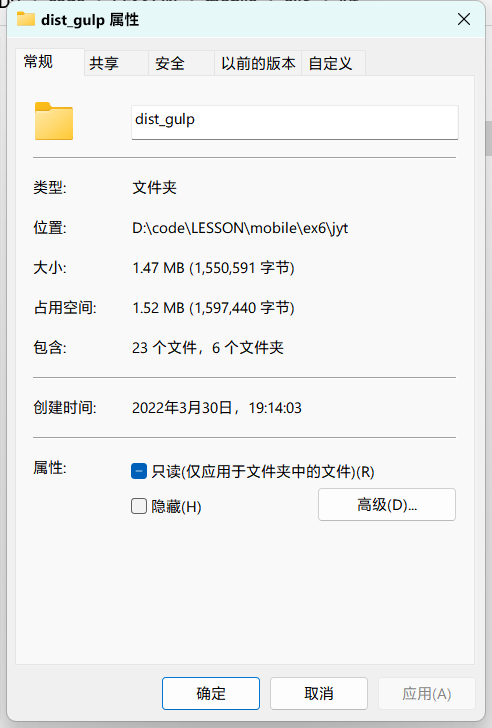 dist_gulp 属性
常规 共享 安全 以前的版本 自定义
dist_gulp
类型: 文件夹
位置: D:\code\LESSON\mobile\ex6\jyt
大小: 1.47 MB (1,550,591 字节)
占用空间: 1.52 MB (1,597,440 字节)
包含: 23 个文件，6 个文件夹
创建时间: 2022年3月30日，19:14:03
属性: 只读(仅应用于文件夹中的文件)(R)
隐藏(H) 高级(D)...
确定 取消 应用(A)